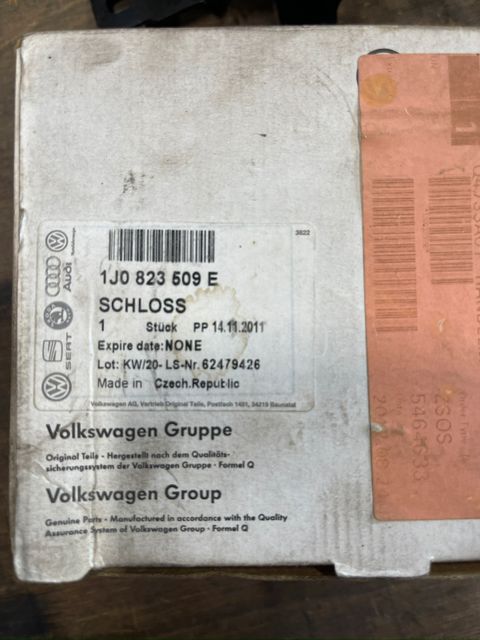 3822
1J0 823 509 E
SCHLOSS
1 Stück PP 14.11.2011
Expire date:NONE
Lot: KW/20- LS-Nr.62479426
Made in Czech.Republic
Volkswagen AG, Vertrieb Original Teile, Postfach 1451, 34219 Baunatal
Audi
SEAT
Volkswagen Gruppe
Original Teile - Hergestellt nach dem Qualitäts-
sicherungssystem der Volkswagen Gruppe · Formel Q
Volkswagen Group
Genuine Parts - Manufactured in accordance with the Quality
Assurance System of Volkswagen Group · Formel Q